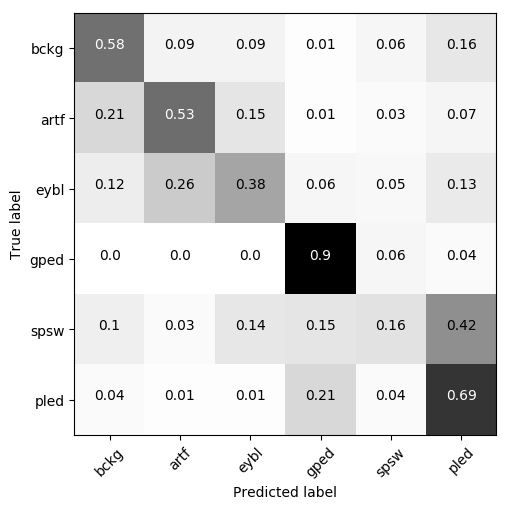 bckg 0.58 0.09 0.09 0.01 0.06 0.16
artf 0.21 0.53 0.15 0.01 0.03 0.07
eybl 0.12 0.26 0.38 0.06 0.05 0.13
gped 0.0 0.0 0.0 0.9 0.06 0.04
spsw 0.1 0.03 0.14 0.15 0.16 0.42
pled 0.04 0.01 0.01 0.21 0.04 0.69
True label
bckg artf eybl gped spsw pled
Predicted label